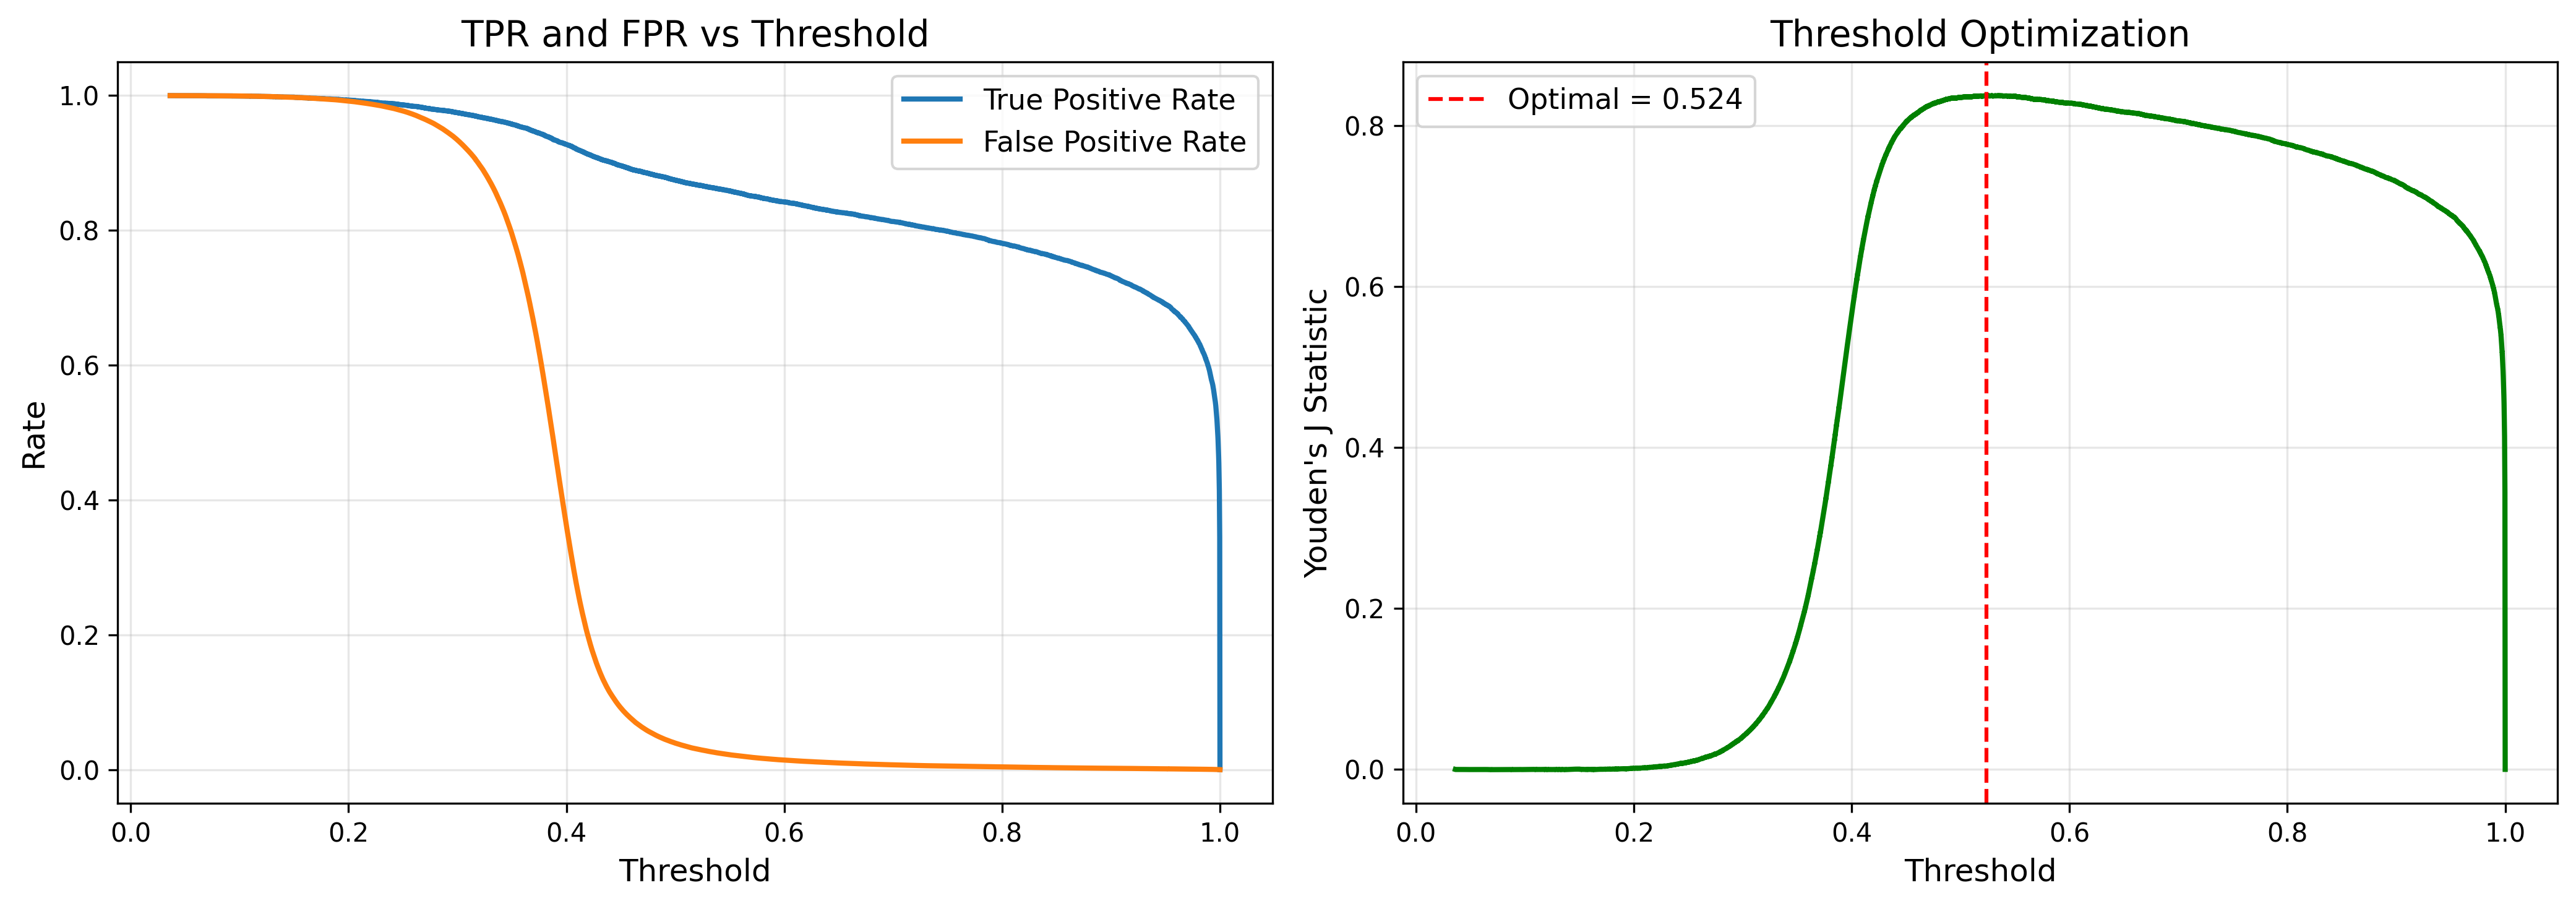 TPR and FPR vs Threshold
True Positive Rate
False Positive Rate
1.0
0.8
0.6
0.4
0.2
0.0
Rate
0.0 0.2 0.4 0.6 0.8 1.0
Threshold
Threshold Optimization
Optimal = 0.524
0.8
0.6
0.4
0.2
0.0
Youden's J Statistic
0.0 0.2 0.4 0.6 0.8 1.0
Threshold